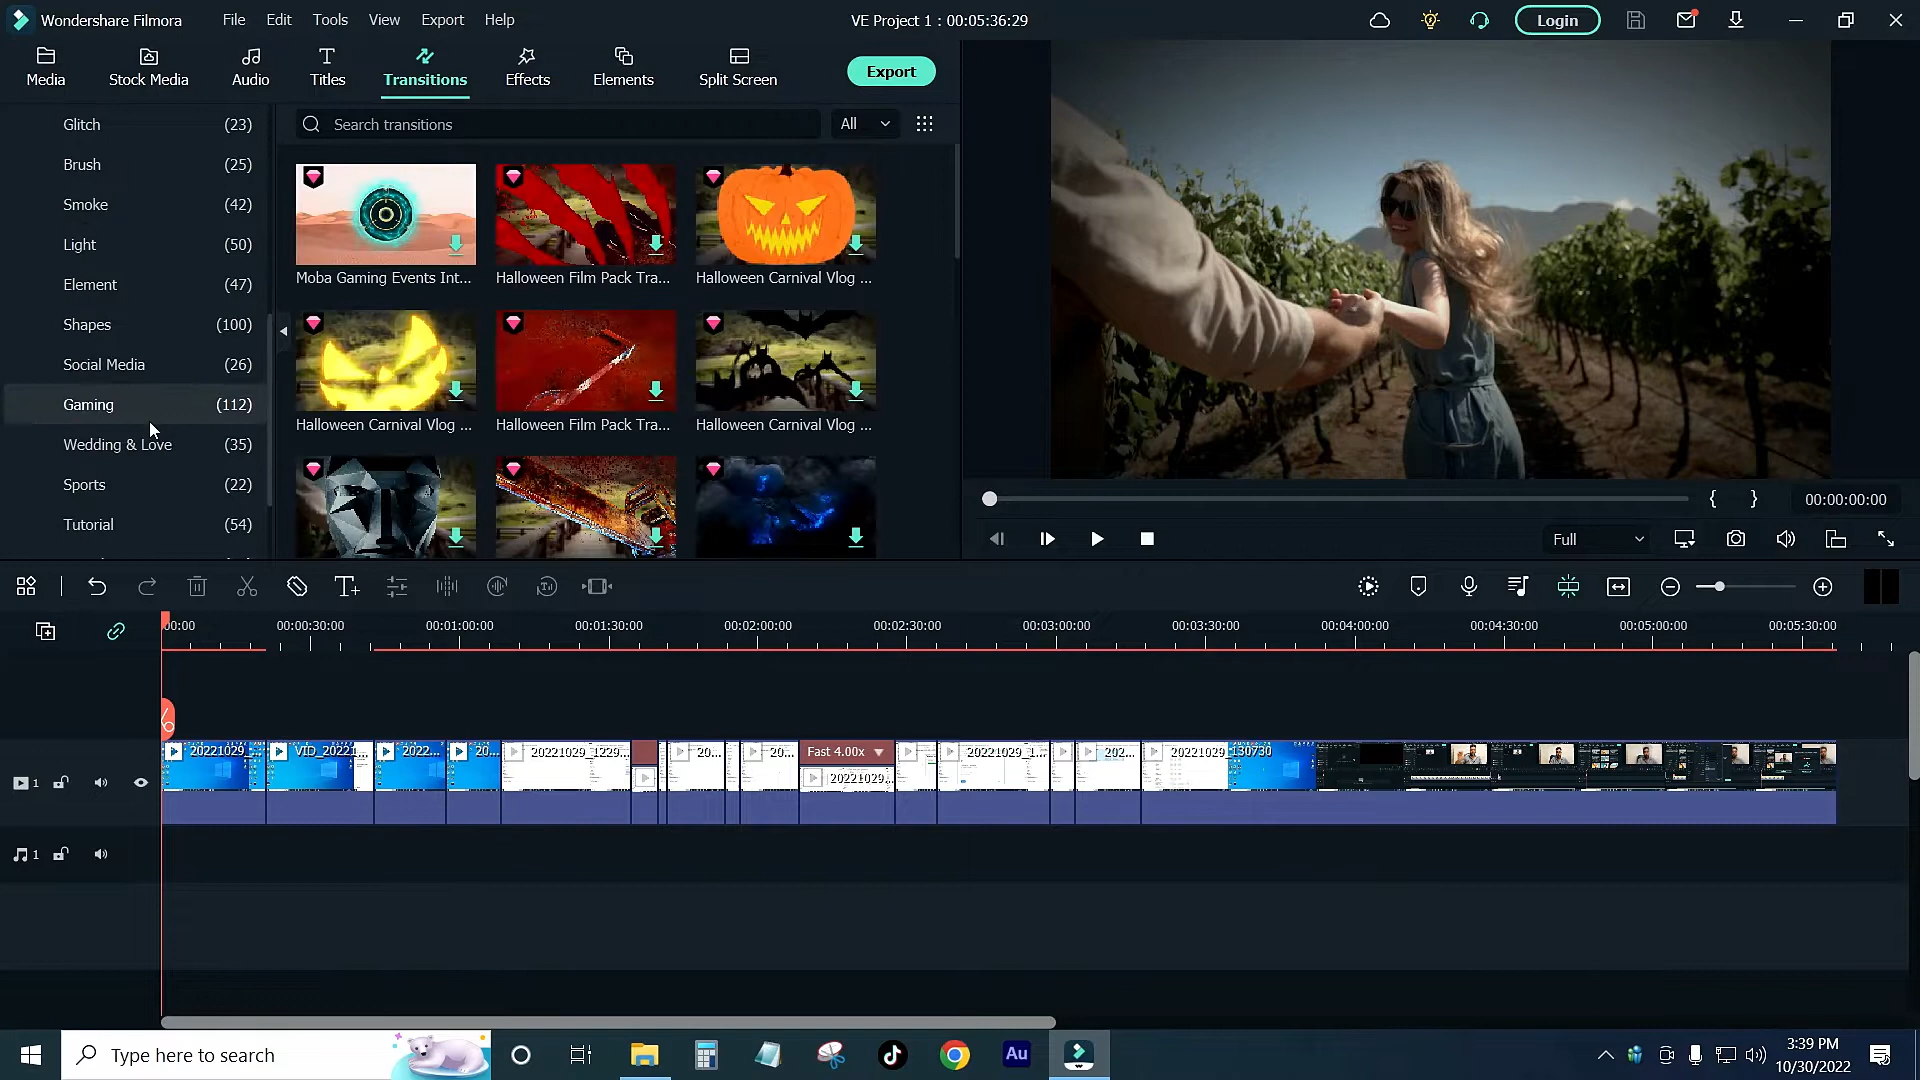 Wondershare Filmora
File Edit Tools View Export Help
VE Project 1 : 00:05:36:29
Login
Media
Stock Media
Audio
Titles
Transitions
Effects
Elements
Split Screen
Export
Glitch (23)
Brush (25)
Smoke (42)
Light (50)
Element (47)
Shapes (100)
Social Media (26)
Gaming (112)
Wedding & Love (35)
Sports (22)
Tutorial (54)
Search transitions
All
Moba Gaming Events Int...
Halloween Film Pack Tra...
Halloween Carnival Vlog ...
Halloween Carnival Vlog ...
Halloween Film Pack Tra...
Halloween Carnival Vlog ...
{ } 00:00:00:00
Full
00:00 00:00:30:00 00:01:00:00 00:01:30:00 00:02:00:00 00:02:30:00 00:03:00:00 00:03:30:00 00:04:00:00 00:04:30:00 00:05:00:00 00:05:30:00
20221029_... VID_20221... 2022... 20... 20221029_1229... 20... 20... Fast 4.00x 20221029_1... 202... 20221029_130730
20221029...
1
1
Type here to search
Au
3:39 PM
10/30/2022